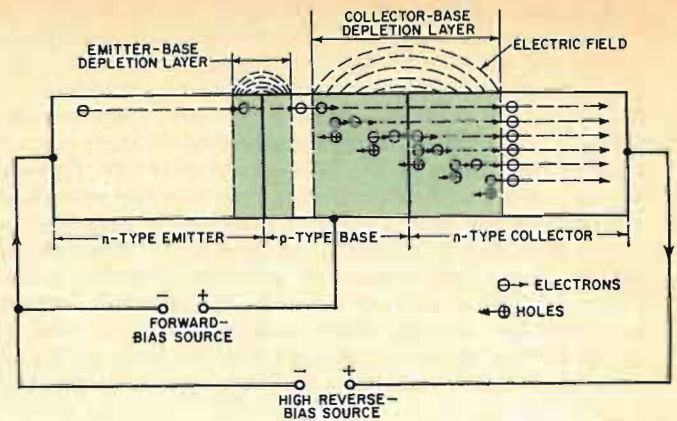 COLLECTOR-BASE
DEPLETION LAYER
EMITTER-BASE
DEPLETION LAYER
ELECTRIC FIELD
n-TYPE EMITTER
p-TYPE BASE
n-TYPE COLLECTOR
ELECTRONS
HOLES
- +
FORWARD-
BIAS SOURCE
- +
HIGH REVERSE-
BIAS SOURCE